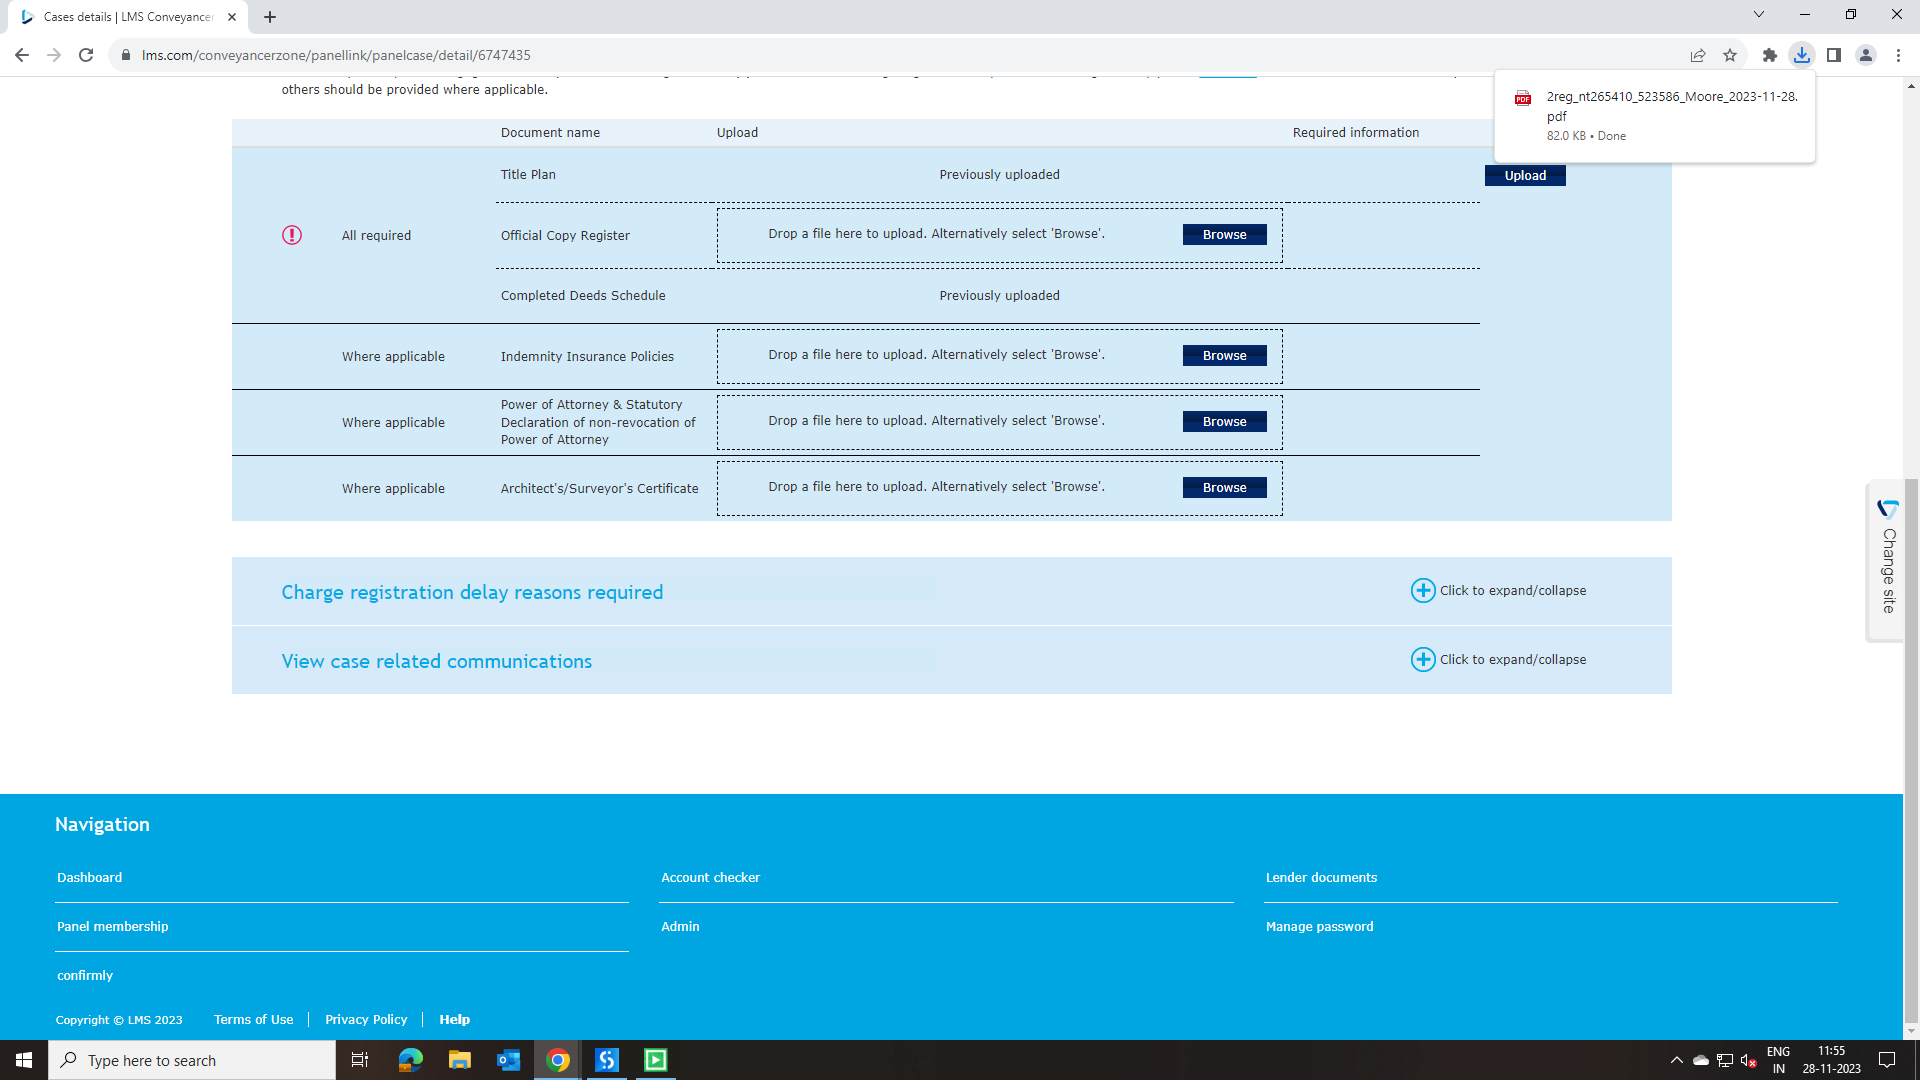 Cases details | LMS Conveyancer
lms.com/conveyancerzone/panellink/panelcase/detail/6747435
2reg_nt265410_523586_Moore_2023-11-28.
pdf
82.0 KB • Done
others should be provided where applicable.
Document name Upload Required information
Title Plan Previously uploaded Upload
All required Official Copy Register Drop a file here to upload. Alternatively select 'Browse'. Browse
Completed Deeds Schedule Previously uploaded
Where applicable Indemnity Insurance Policies Drop a file here to upload. Alternatively select 'Browse'. Browse
Power of Attorney & Statutory
Where applicable Declaration of non-revocation of Drop a file here to upload. Alternatively select 'Browse'. Browse
Power of Attorney
Where applicable Architect's/Surveyor's Certificate Drop a file here to upload. Alternatively select 'Browse'. Browse
Change site
Charge registration delay reasons required Click to expand/collapse
View case related communications Click to expand/collapse
Navigation
Dashboard Account checker Lender documents
Panel membership Admin Manage password
confirmly
Copyright © LMS 2023 Terms of Use Privacy Policy Help
Type here to search
ENG
IN
11:55
28-11-2023